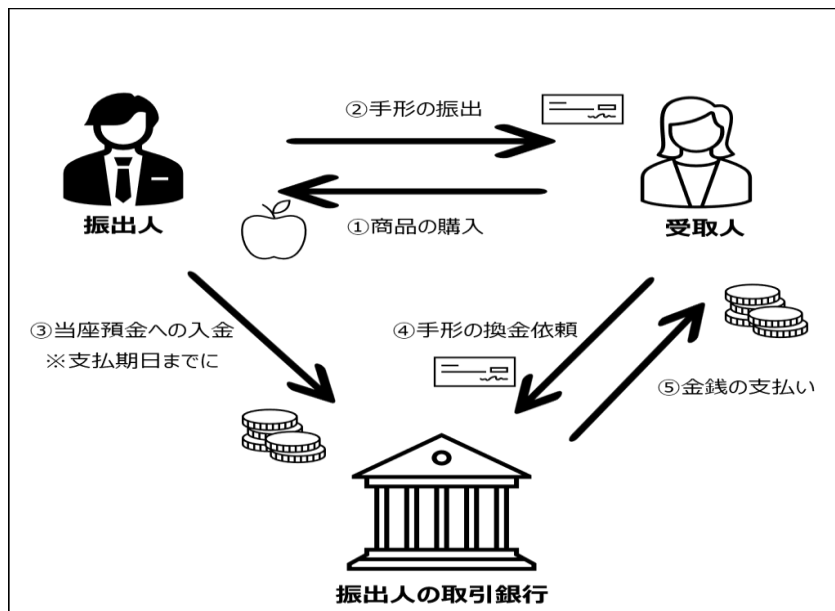 ②手形の振出
振出人
①商品の購入
受取人
③当座預金への入金
※支払期日までに
④手形の換金依頼
⑤金銭の支払い
振出人の取引銀行